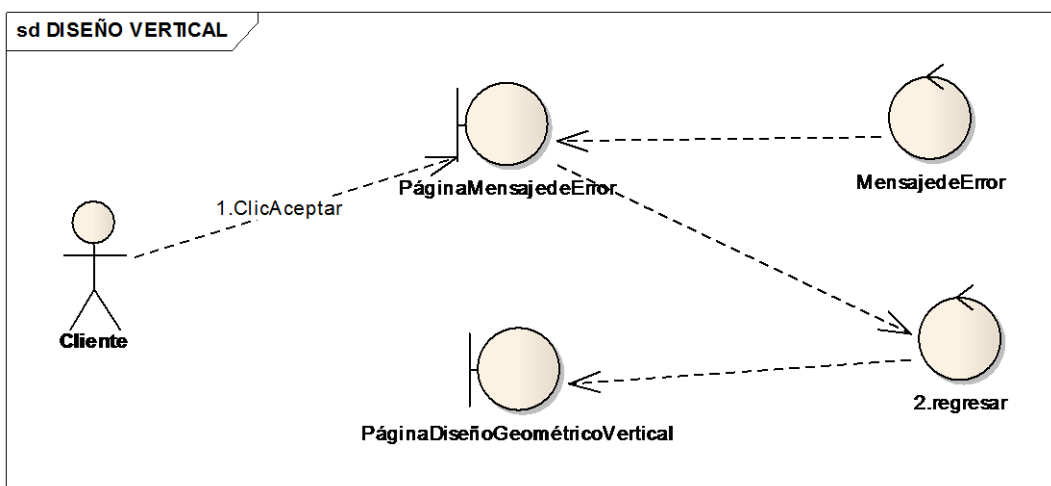 sd DISEÑO VERTICAL
PáginaMensajedeError
MensajedeError
1.ClicAceptar
Cliente
2.regresar
PáginaDiseñoGeométricoVertical